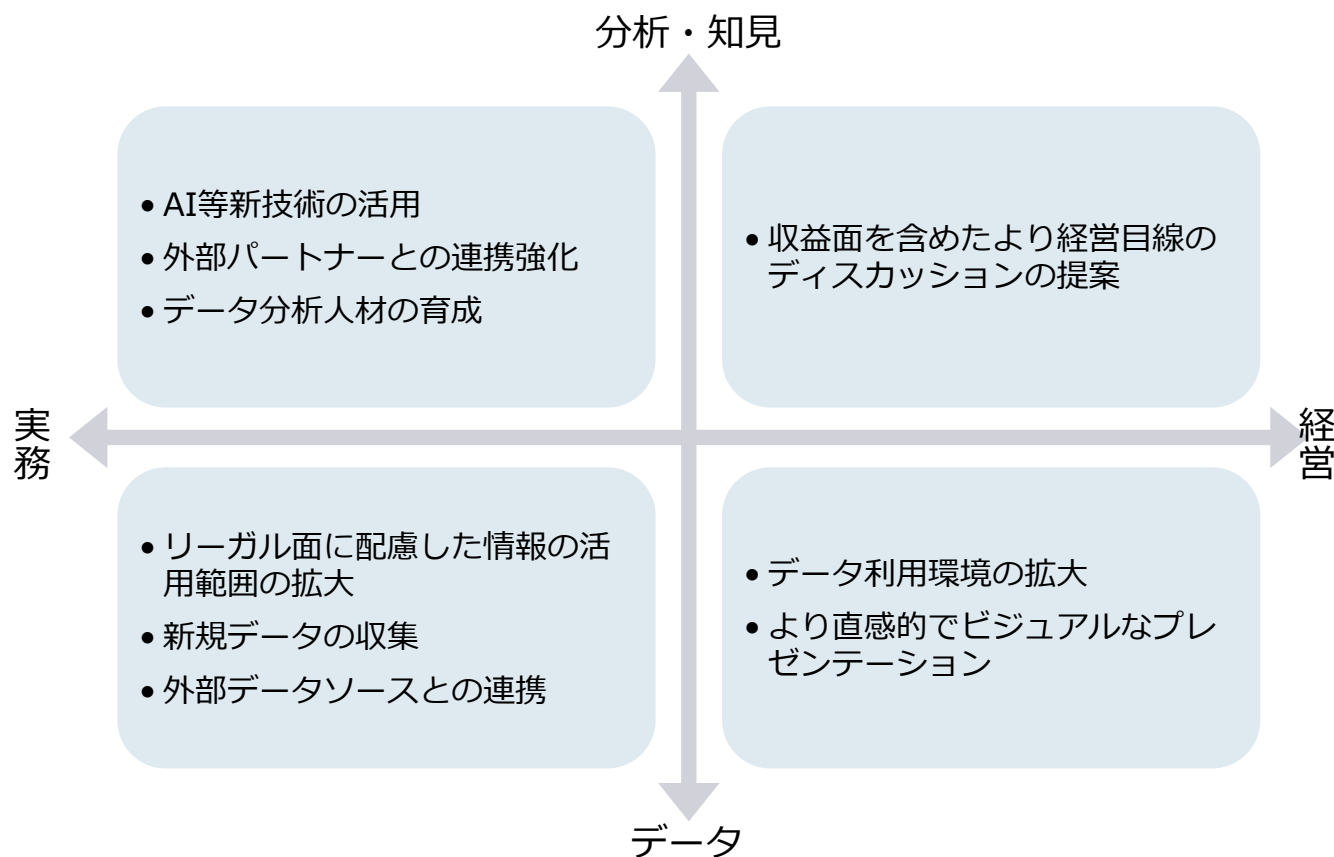 分析・知見
• AI等新技術の活用
• 外部パートナーとの連携強化
• データ分析人材の育成
• 収益面を含めたより経営目線の
ディスカッションの提案
実務
経営
• リーガル面に配慮した情報の活
用範囲の拡大
• 新規データの収集
• 外部データソースとの連携
• データ利用環境の拡大
• より直感的でビジュアルなプレ
ゼンテーション
データ